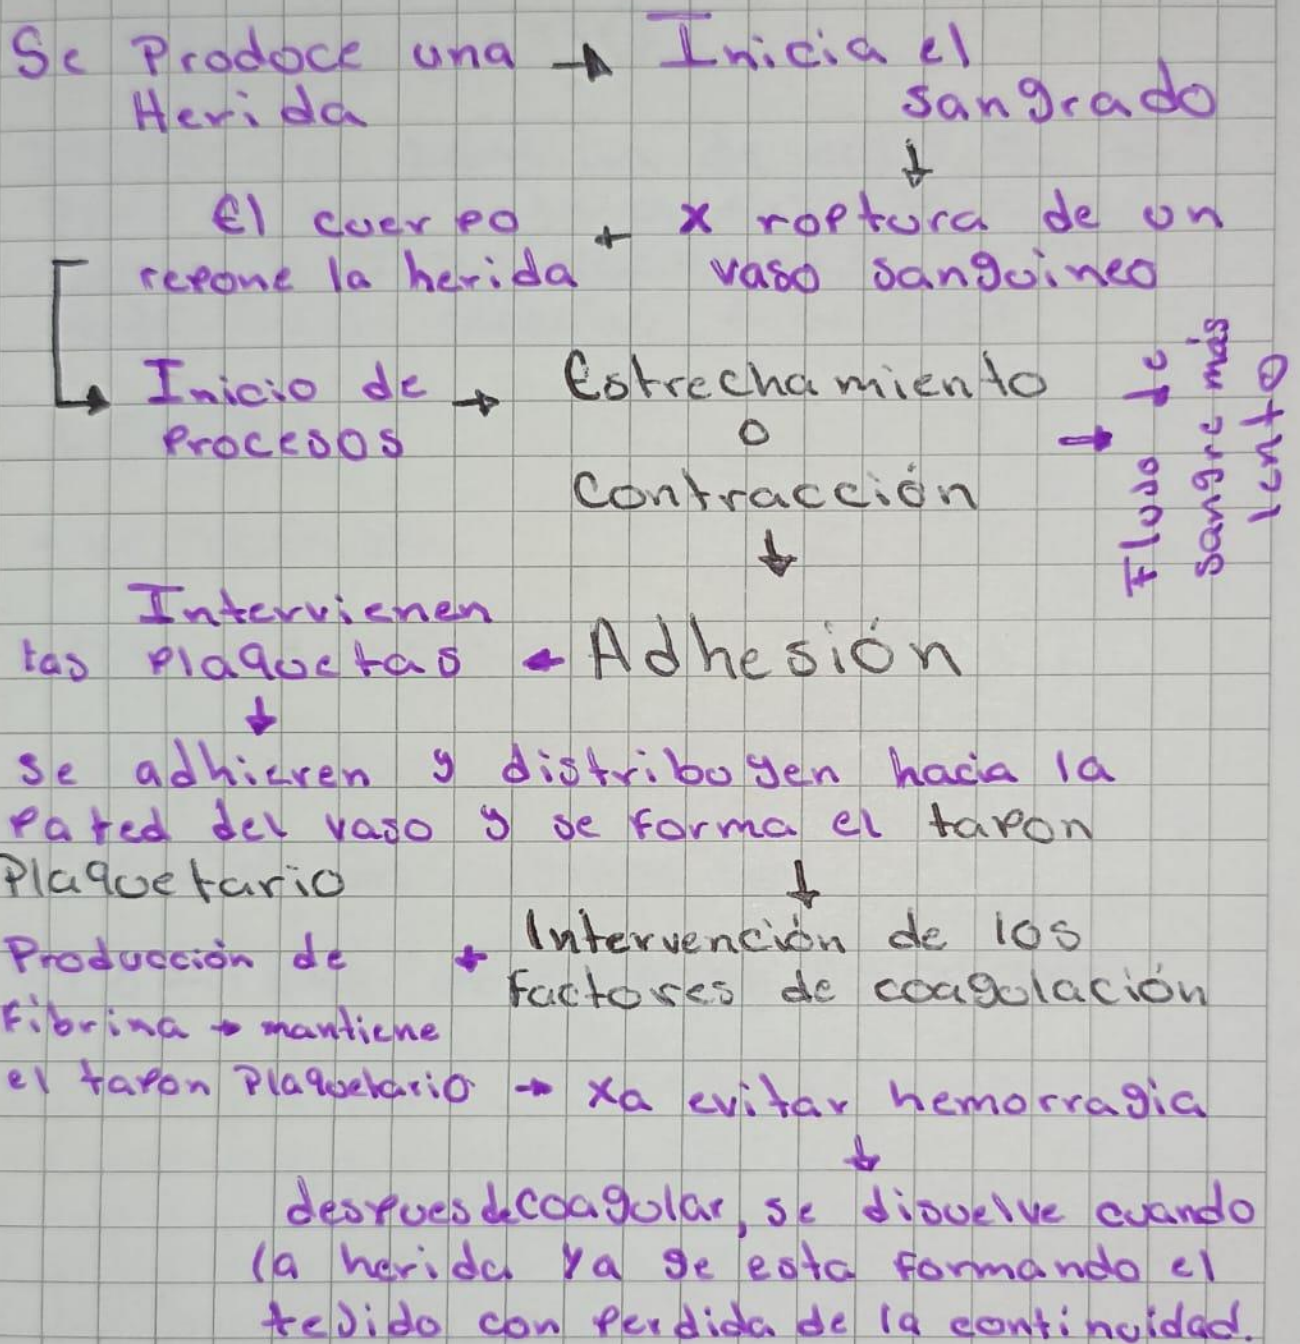 Se Produce una → Inicia el
Herida sangrado
↓
El cuerpo ← x ruptura de un
repone la herida vaso sanguineo
Inicio de → Estrechamiento
Procesos o
Contracción
→ Flujo de
sangre más
lento
↓
Intervienen
las Plaquetas ← Adhesión
↓
se adhieren y distribuyen hacia la
Pared del vaso y se forma el tapon
Plaquetario
↓
Producción de ← Intervención de los
Fibrina → mantiene factores de coagulación
el tapon Plaquetario → xa evitar hemorragia
↓
despues de coagular, se disuelve cuando
la herida ya se esta formando el
tejido con perdida de la continuidad.